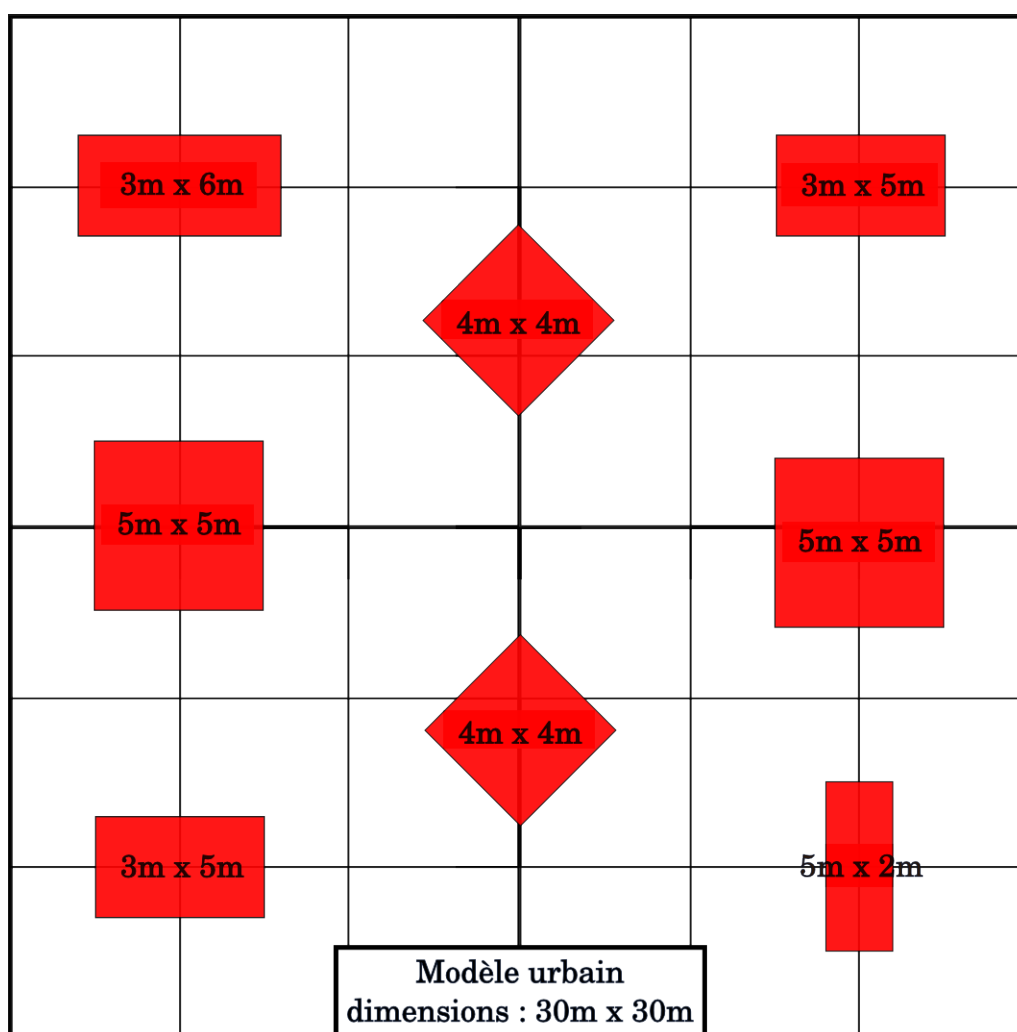 3m x 6m
3m x 5m
4m x 4m
5m x 5m
5m x 5m
4m x 4m
3m x 5m
5m x 2m
Modèle urbain
dimensions : 30m x 30m